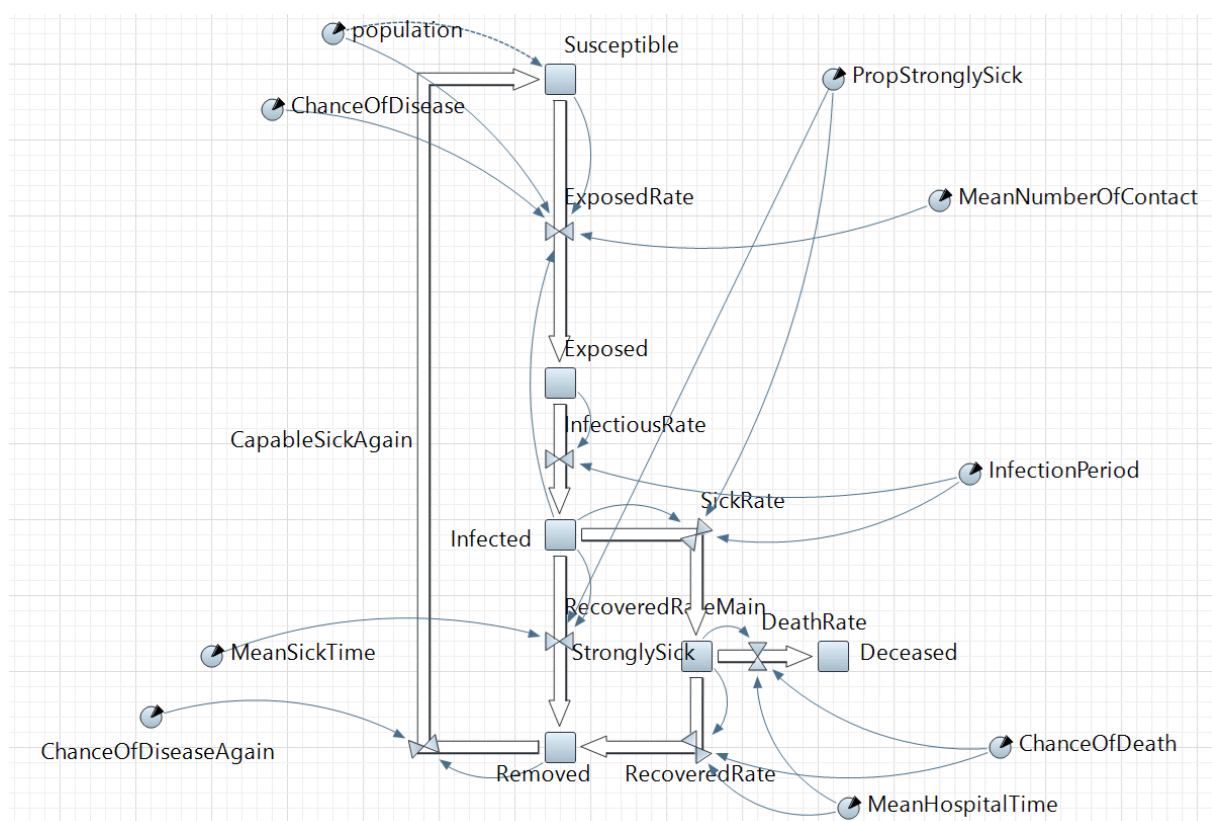 population
Susceptible
PropStronglySick
ChanceOfDisease
ExposedRate
MeanNumberOfContact
Exposed
InfectiousRate
CapableSickAgain
InfectionPeriod
SickRate
Infected
RecoveredRateMain
DeathRate
MeanSickTime
StronglySick
Deceased
ChanceOfDiseaseAgain
ChanceOfDeath
Removed
RecoveredRate
MeanHospitalTime